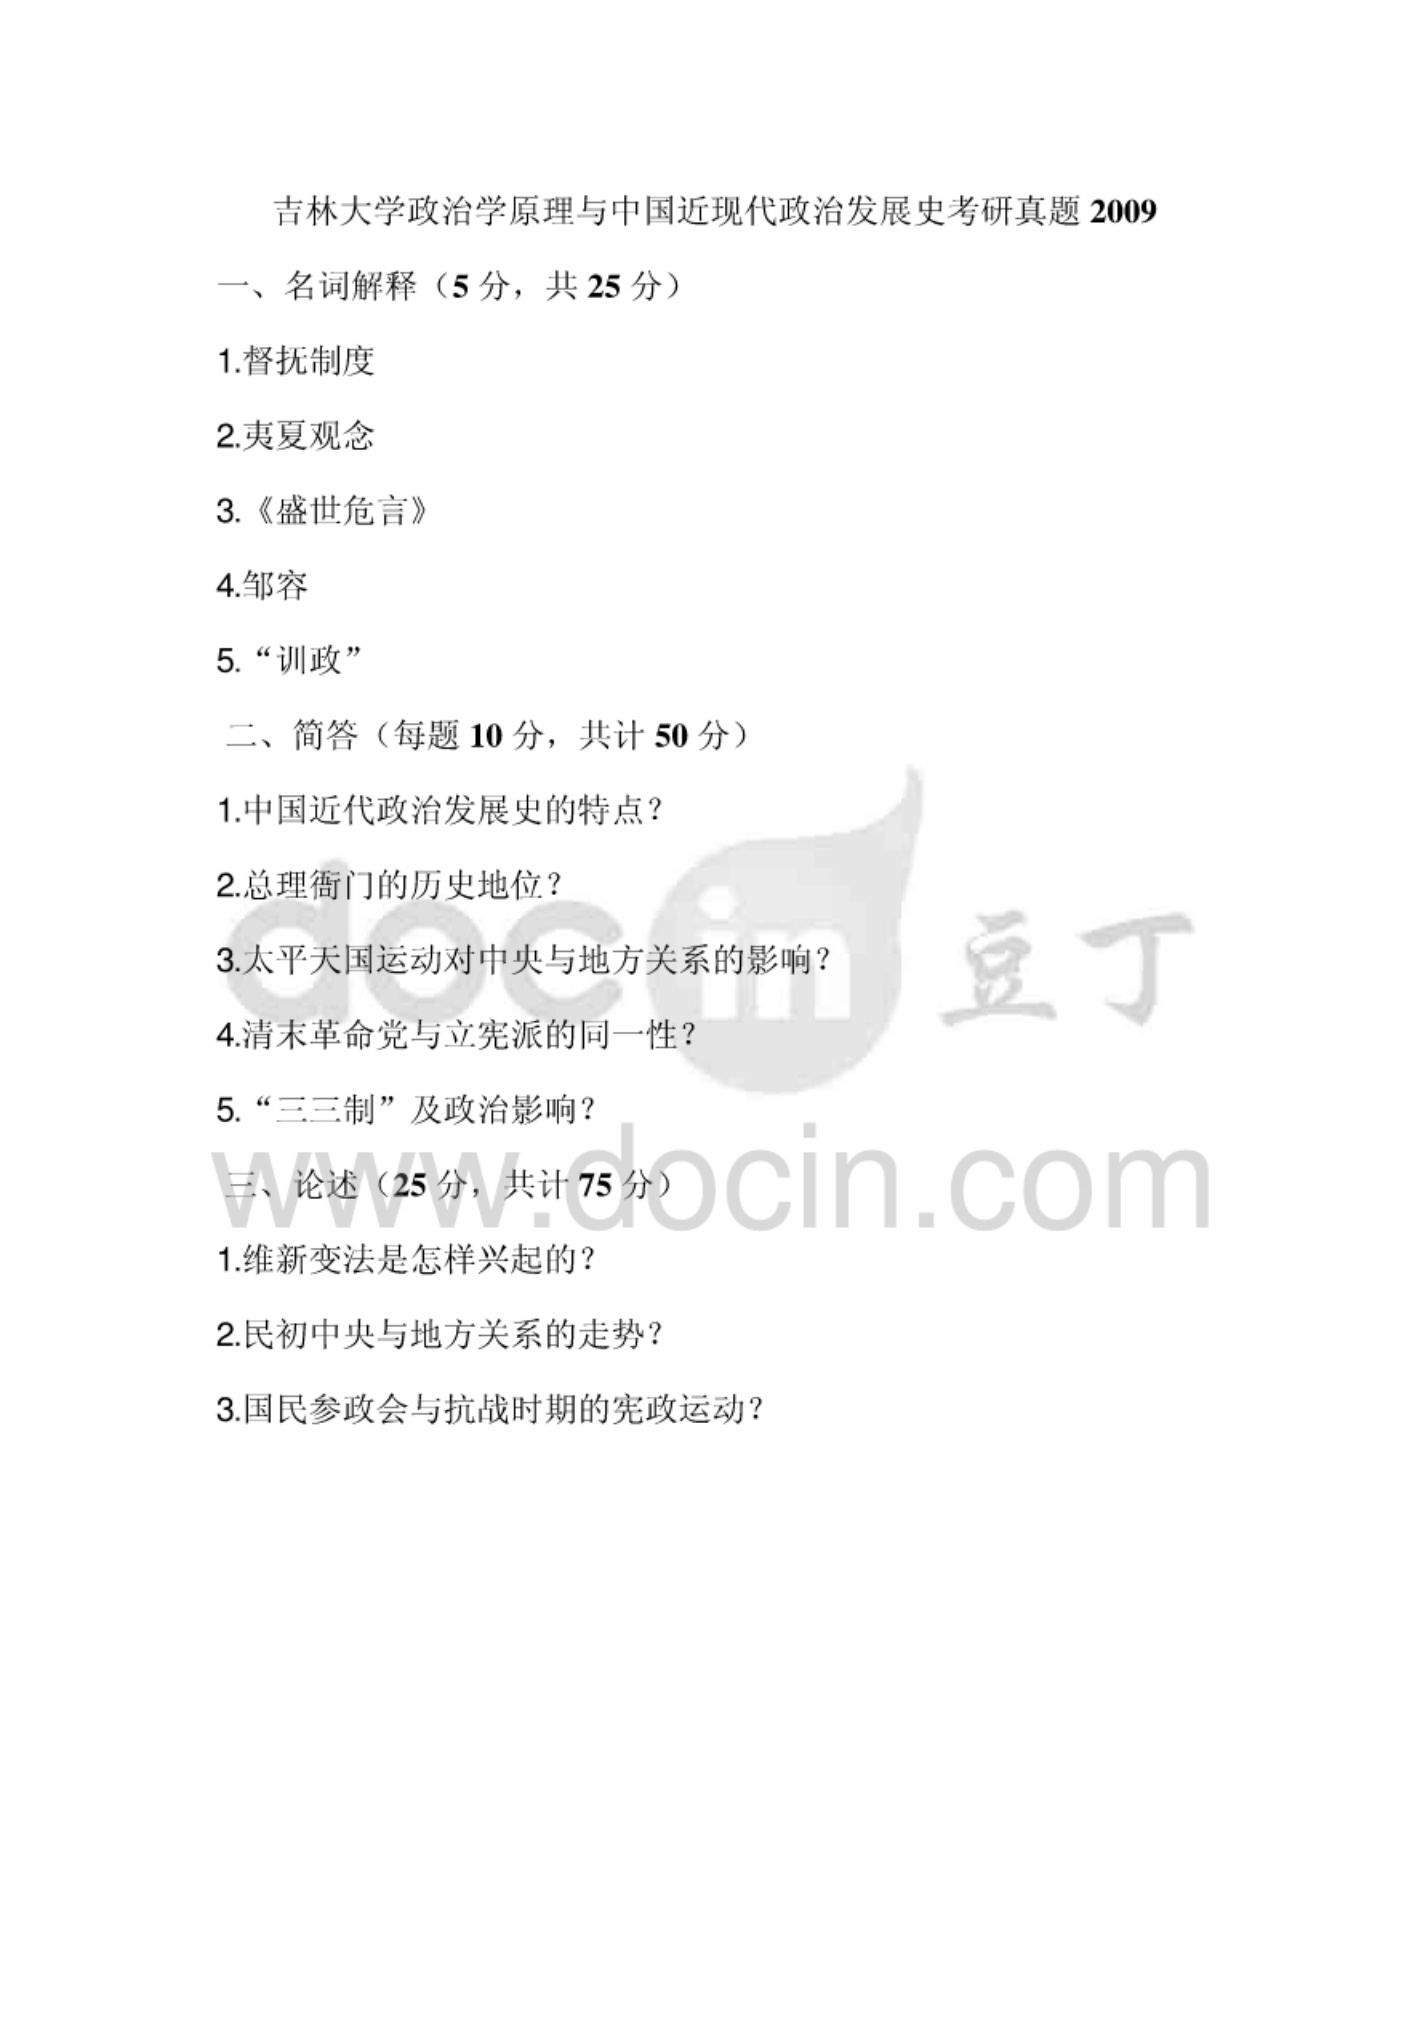 吉林大学政治学原理与中国近现代政治发展史考研真题 2009
一、名词解释（5 分，共 25 分）
1.督抚制度
2.夷夏观念
3.《盛世危言》
4.邹容
5.“训政”
二、简答（每题 10 分，共计 50 分）
1.中国近代政治发展史的特点？
2.总理衙门的历史地位？
3.太平天国运动对中央与地方关系的影响？
4.清末革命党与立宪派的同一性？
5.“三三制”及政治影响？
三、论述（25 分，共计 75 分）
1.维新变法是怎样兴起的？
2.民初中央与地方关系的走势？
3.国民参政会与抗战时期的宪政运动？
docin 豆丁
www.docin.com